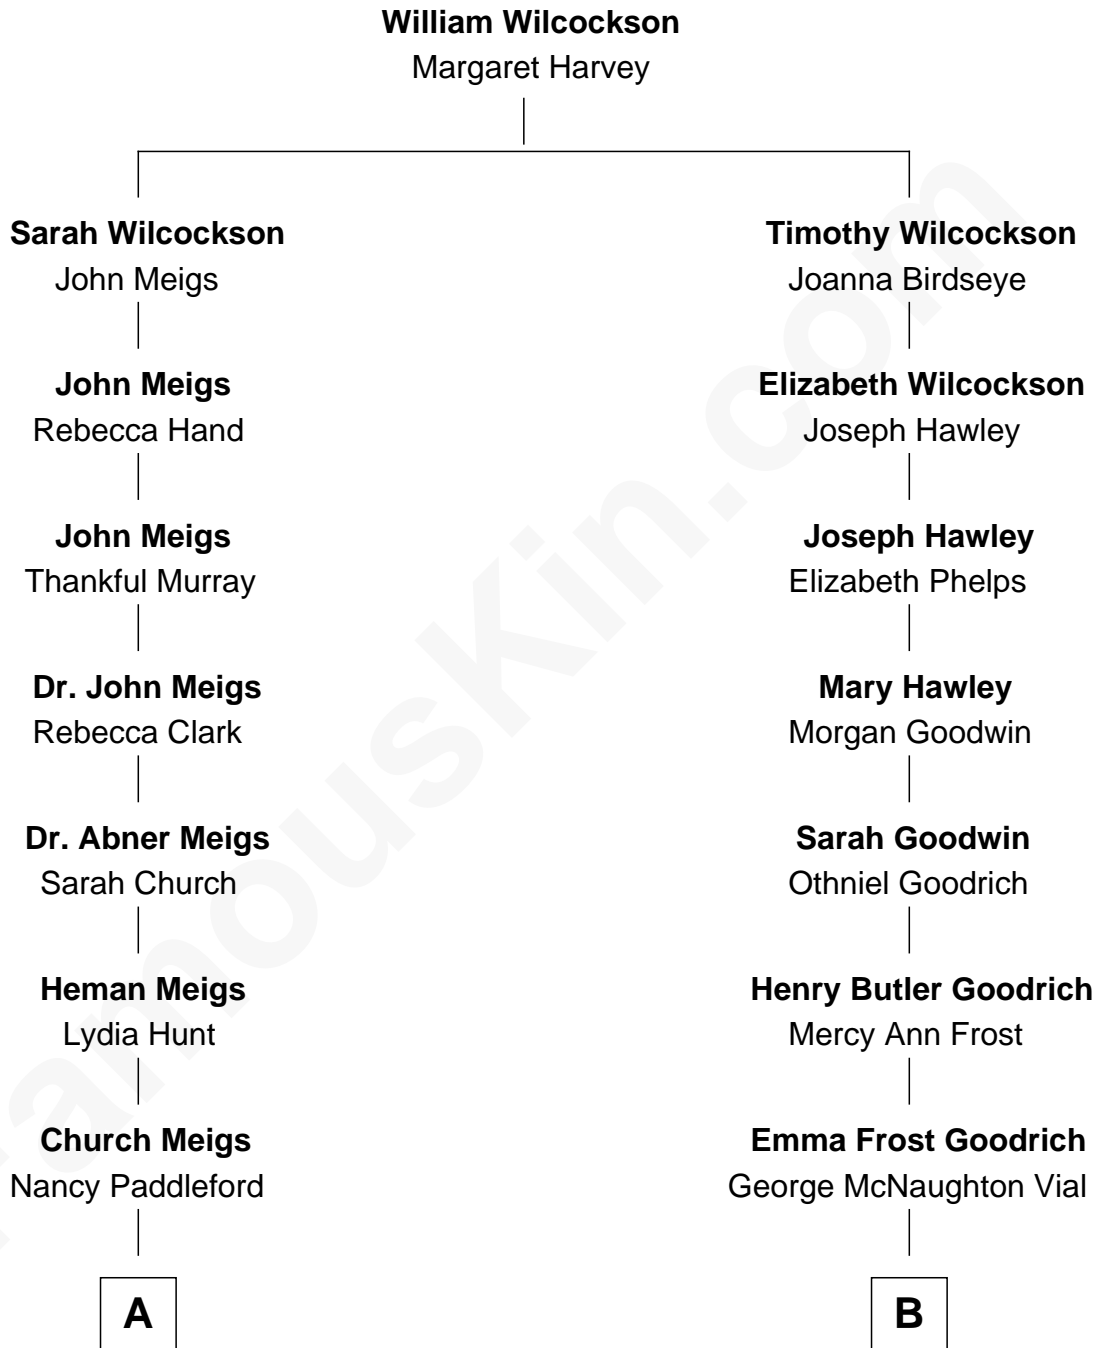 William Wilcockson
Margaret Harvey
Sarah Wilcockson
John Meigs
John Meigs
Rebecca Hand
John Meigs
Thankful Murray
Dr. John Meigs
Rebecca Clark
Dr. Abner Meigs
Sarah Church
Heman Meigs
Lydia Hunt
Church Meigs
Nancy Paddleford
A
Timothy Wilcockson
Joanna Birdseye
Elizabeth Wilcockson
Joseph Hawley
Joseph Hawley
Elizabeth Phelps
Mary Hawley
Morgan Goodwin
Sarah Goodwin
Othniel Goodrich
Henry Butler Goodrich
Mercy Ann Frost
Emma Frost Goodrich
George McNaughton Vial
B
FamousKin.com